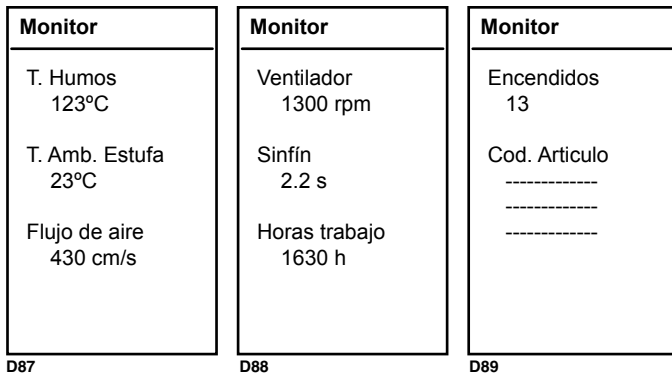 Monitor
T. Humos
123ºC
T. Amb. Estufa
23ºC
Flujo de aire
430 cm/s
D87
Monitor
Ventilador
1300 rpm
Sinfín
2.2 s
Horas trabajo
1630 h
D88
Monitor
Encendidos
13
Cod. Articulo
-------------
-------------
-------------
D89